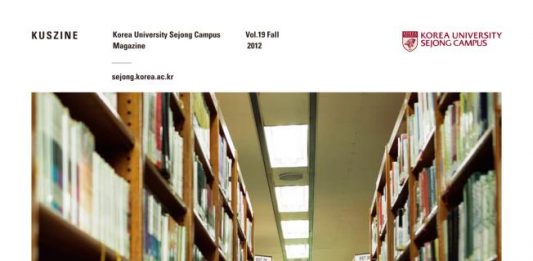 KUSZINE
Korea University Sejong Campus
Magazine
Vol.19 Fall
2012
sejong.korea.ac.kr
KOREA UNIVERSITY
SEJONG CAMPUS